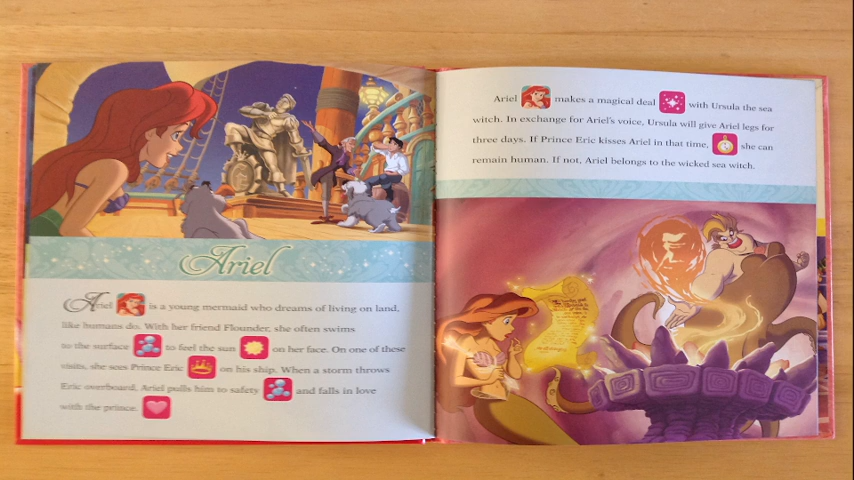 Ariel
Ariel is a young mermaid who dreams of living on land,
like humans do. With her friend Flounder, she often swims
to the surface to feel the sun on her face. On one of these
visits, she sees Prince Eric on his ship. When a storm throws
Eric overboard, Ariel pulls him to safety and falls in love
with the prince.
Ariel makes a magical deal with Ursula the sea
witch. In exchange for Ariel's voice, Ursula will give Ariel legs for
three days. If Prince Eric kisses Ariel in that time, she can
remain human. If not, Ariel belongs to the wicked sea witch.